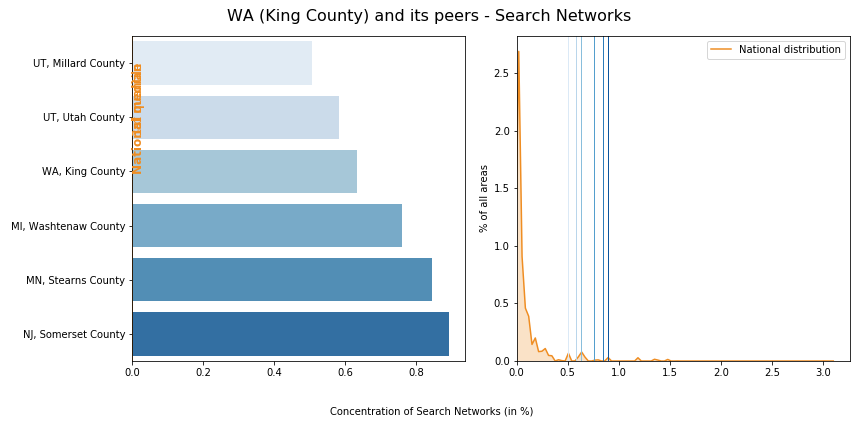 WA (King County) and its peers - Search Networks
UT, Millard County
UT, Utah County
WA, King County
MI, Washtenaw County
MN, Stearns County
NJ, Somerset County
National
0.0 0.2 0.4 0.6 0.8
% of all areas
2.5
2.0
1.5
1.0
0.5
0.0
0.0 0.5 1.0 1.5 2.0 2.5 3.0
National distribution
Concentration of Search Networks (in %)